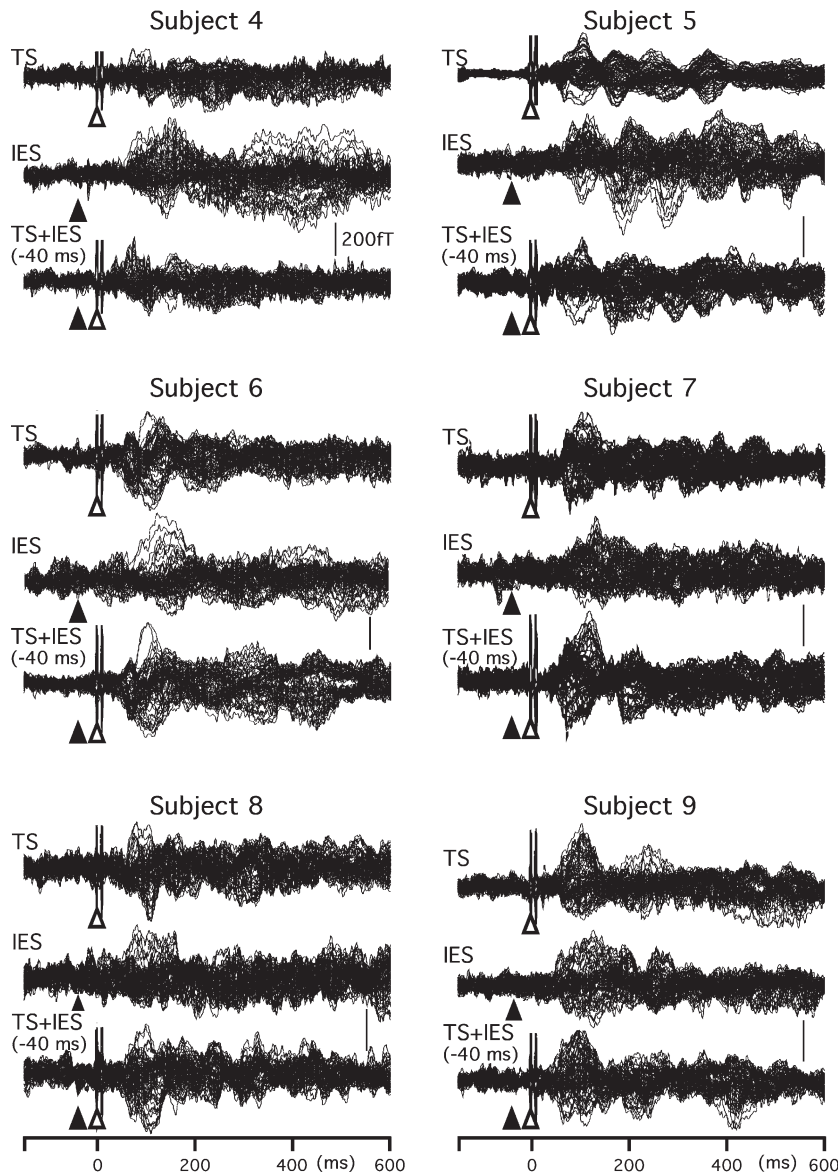 Subject 4
TS
IES
200fT
TS+IES
(-40 ms)
Subject 5
TS
IES
TS+IES
(-40 ms)
Subject 6
TS
IES
TS+IES
(-40 ms)
Subject 7
TS
IES
TS+IES
(-40 ms)
Subject 8
TS
IES
TS+IES
(-40 ms)
0 200 400 (ms) 600
Subject 9
TS
IES
TS+IES
(-40 ms)
0 200 400 (ms) 600